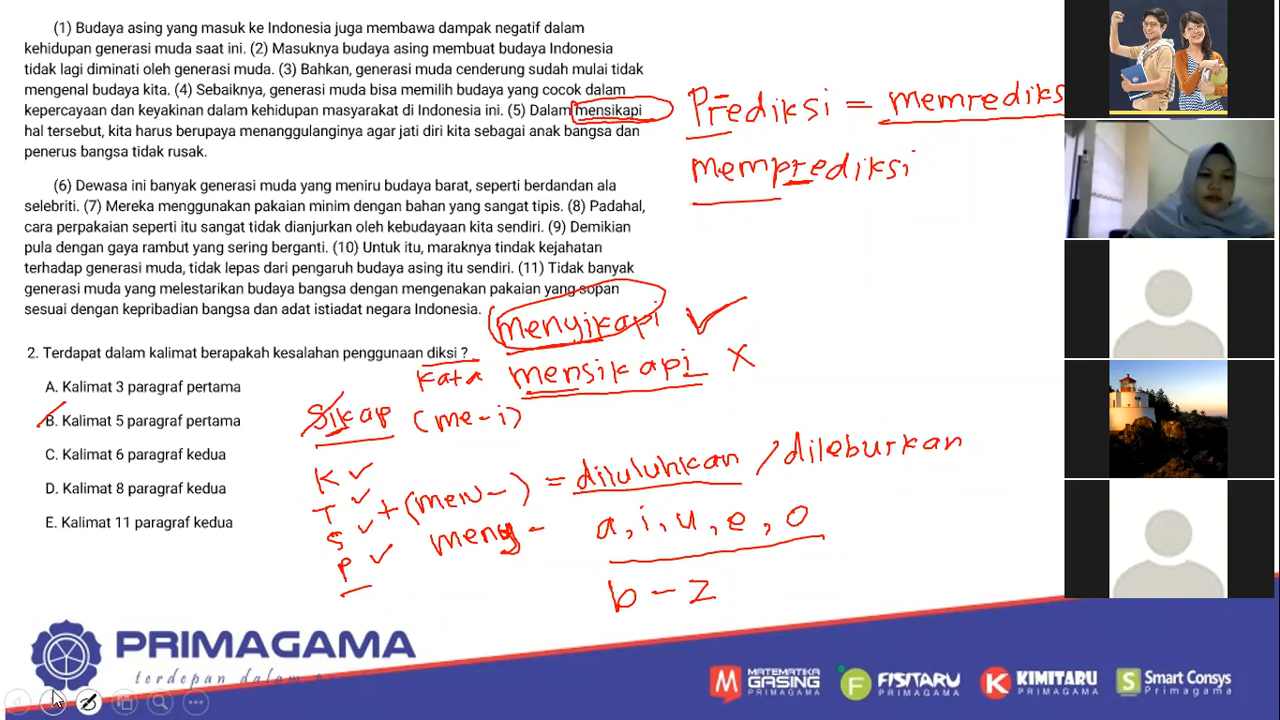 (1) Budaya asing yang masuk ke Indonesia juga membawa dampak negatif dalam
kehidupan generasi muda saat ini. (2) Masuknya budaya asing membuat budaya Indonesia
tidak lagi diminati oleh generasi muda. (3) Bahkan, generasi muda cenderung sudah mulai tidak
mengenal budaya kita. (4) Sebaiknya, generasi muda bisa memilih budaya yang cocok dalam
kepercayaan dan keyakinan dalam kehidupan masyarakat di Indonesia ini. (5) Dalam mensikapi
hal tersebut, kita harus berupaya menanggulanginya agar jati diri kita sebagai anak bangsa dan
penerus bangsa tidak rusak.
Prediksi = memrediks
memprediksi
(6) Dewasa ini banyak generasi muda yang meniru budaya barat, seperti berdandan ala
selebriti. (7) Mereka menggunakan pakaian minim dengan bahan yang sangat tipis. (8) Padahal,
cara perpakaian seperti itu sangat tidak dianjurkan oleh kebudayaan kita sendiri. (9) Demikian
pula dengan gaya rambut yang sering berganti. (10) Untuk itu, maraknya tindak kejahatan
terhadap generasi muda, tidak lepas dari pengaruh budaya asing itu sendiri. (11) Tidak banyak
generasi muda yang melestarikan budaya bangsa dengan mengenakan pakaian yang sopan
sesuai dengan kepribadian bangsa dan adat istiadat negara Indonesia.
menyikapi ✓
2. Terdapat dalam kalimat berapakah kesalahan penggunaan diksi ?
kata mensikapi X
A. Kalimat 3 paragraf pertama
B. Kalimat 5 paragraf pertama
C. Kalimat 6 paragraf kedua
D. Kalimat 8 paragraf kedua
E. Kalimat 11 paragraf kedua
Sikap (me-i)
K ✓
T ✓ + (men-) = diluluhkan / dileburkan
S ✓ meny-
P ✓
a, i, u, e, o
b - z
PRIMAGAMA
terdepan dalam
MATEMATIKA
GASING
PRIMAGAMA
FISITARU
PRIMAGAMA
KIMITARU
PRIMAGAMA
Smart Consys
Primagama